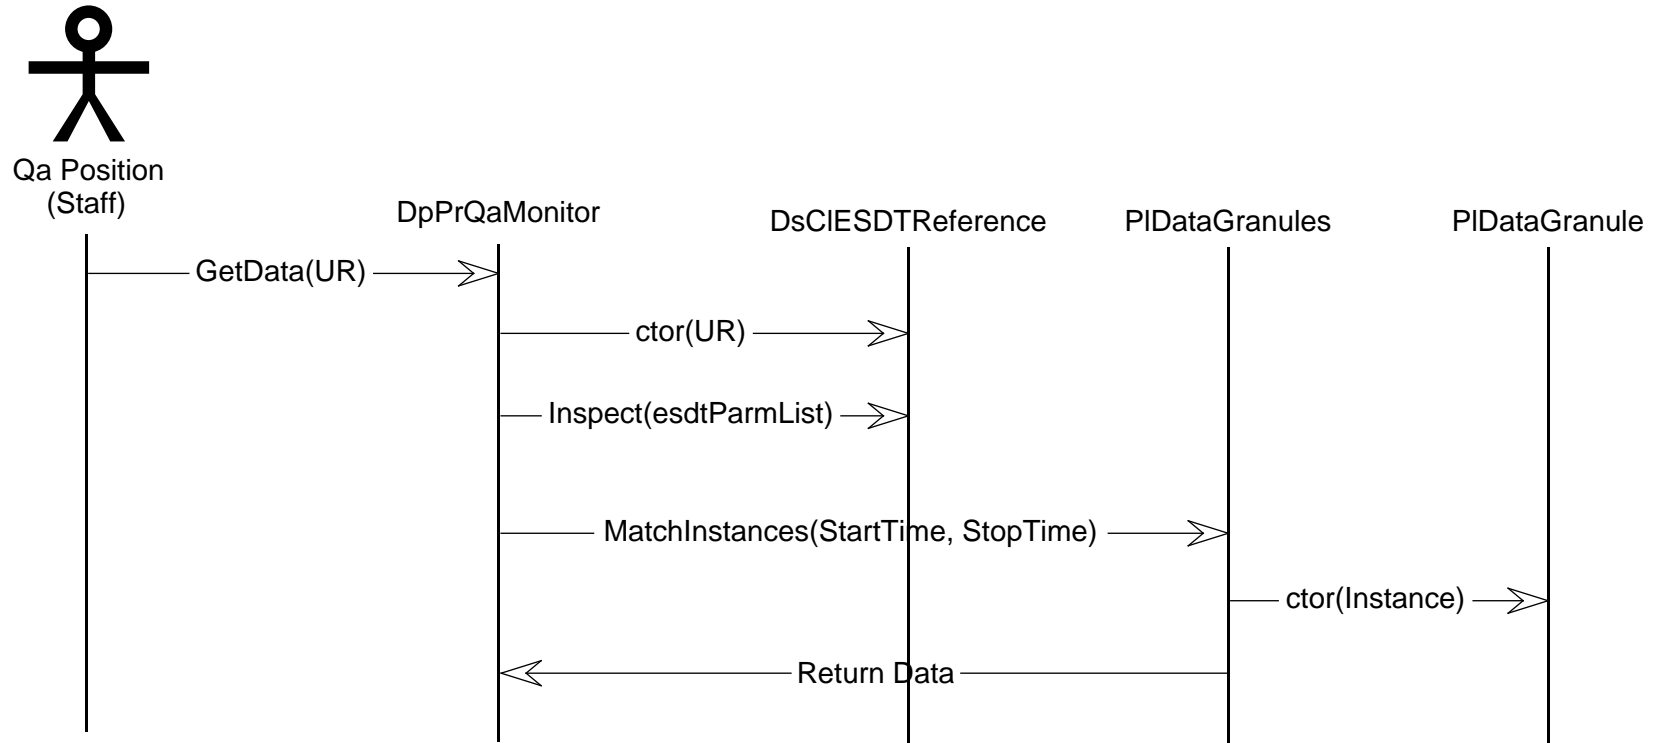 Qa Position
(Staff)
DpPrQaMonitor
DsClESDTReference
PlDataGranules
PlDataGranule
GetData(UR)
ctor(UR)
Inspect(esdtParmList)
MatchInstances(StartTime, StopTime)
ctor(Instance)
Return Data